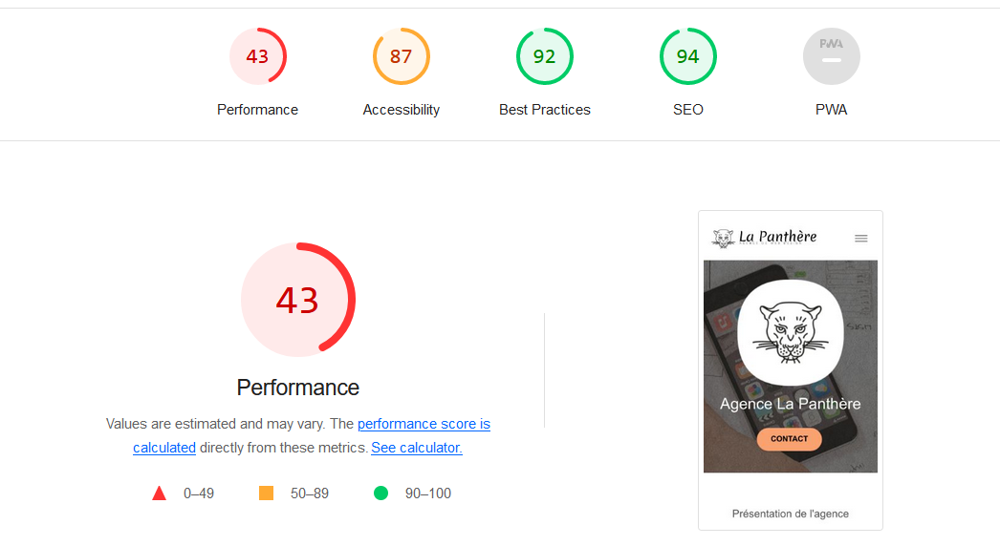 43
87
92
94
PWA
Performance
Accessibility
Best Practices
SEO
PWA
43
Performance
Values are estimated and may vary. The performance score is
calculated directly from these metrics. See calculator.
0–49
50–89
90–100
La Panthère
Agence La Panthère
CONTACT
Présentation de l'agence